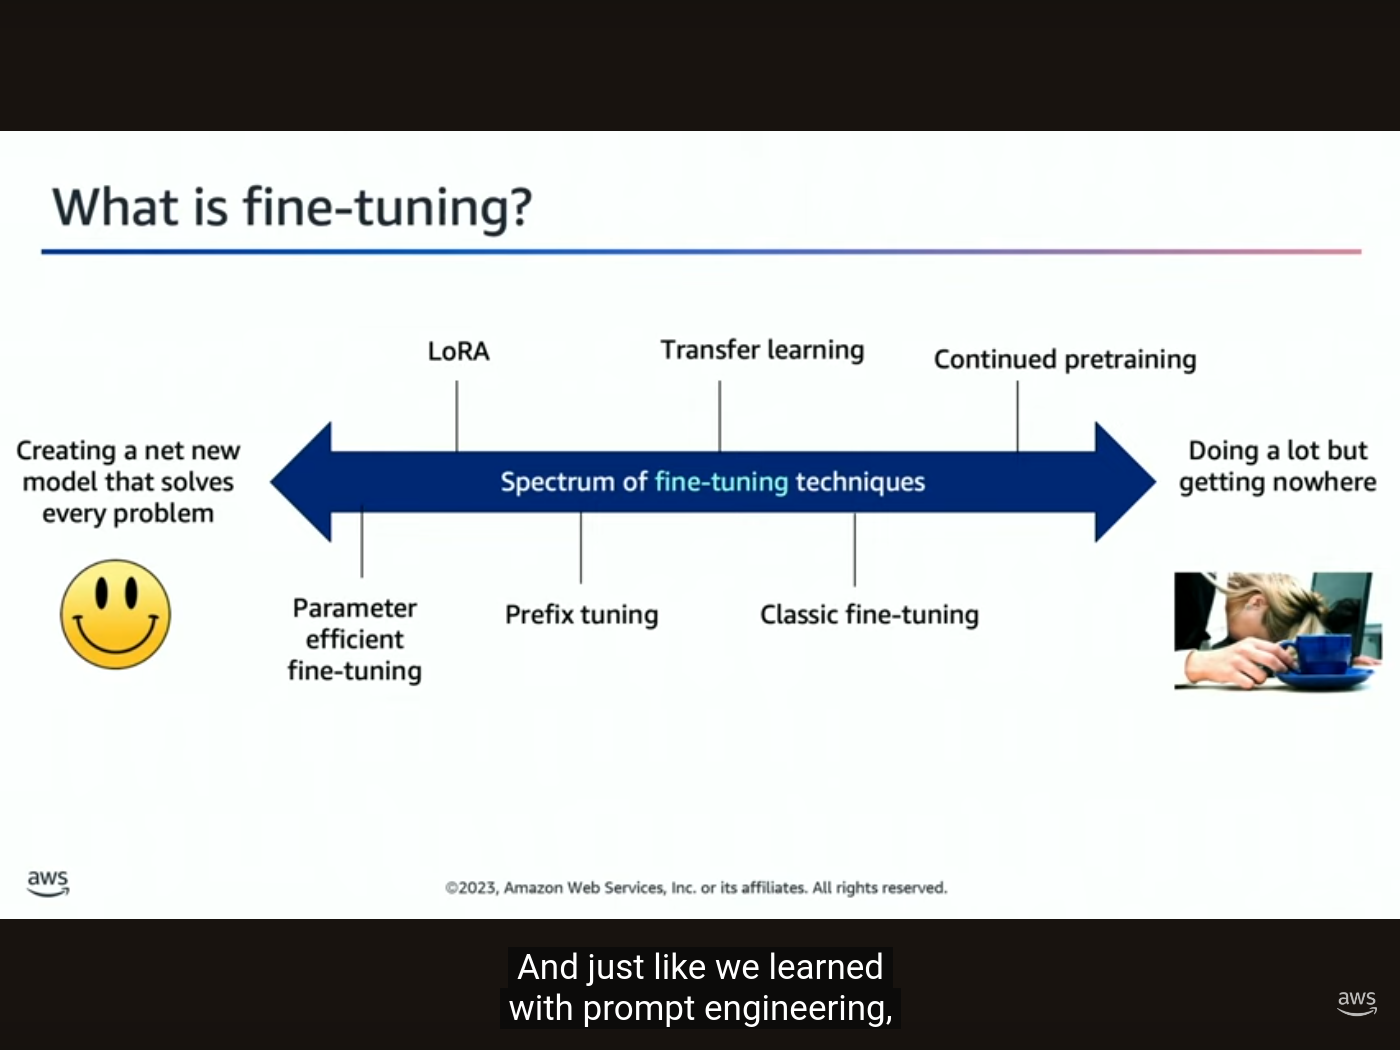 What is fine-tuning?
LoRA
Transfer learning
Continued pretraining
Creating a net new
model that solves
every problem
Spectrum of fine-tuning techniques
Doing a lot but
getting nowhere
Parameter
efficient
fine-tuning
Prefix tuning
Classic fine-tuning
aws
©2023, Amazon Web Services, Inc. or its affiliates. All rights reserved.
And just like we learned
with prompt engineering,
aws